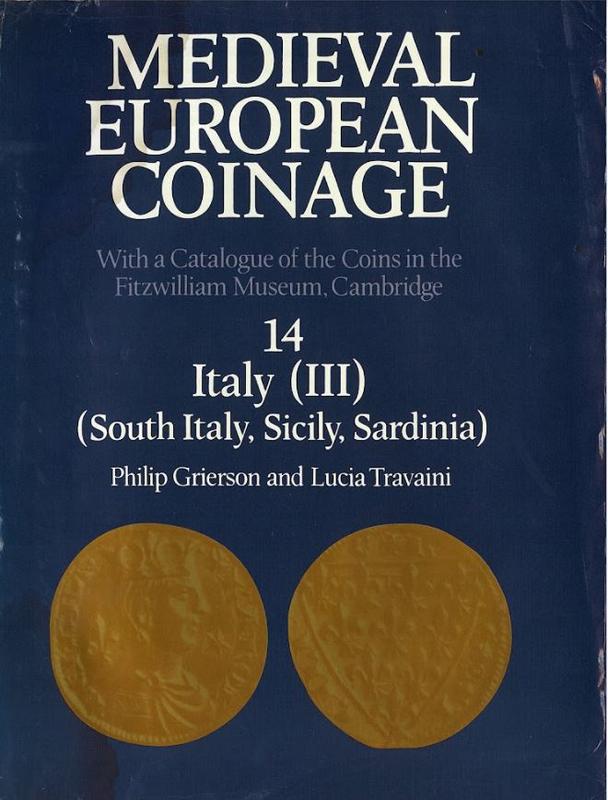 MEDIEVAL
EUROPEAN
COINAGE
With a Catalogue of the Coins in the
Fitzwilliam Museum, Cambridge
14
Italy (III)
(South Italy, Sicily, Sardinia)
Philip Grierson and Lucia Travaini